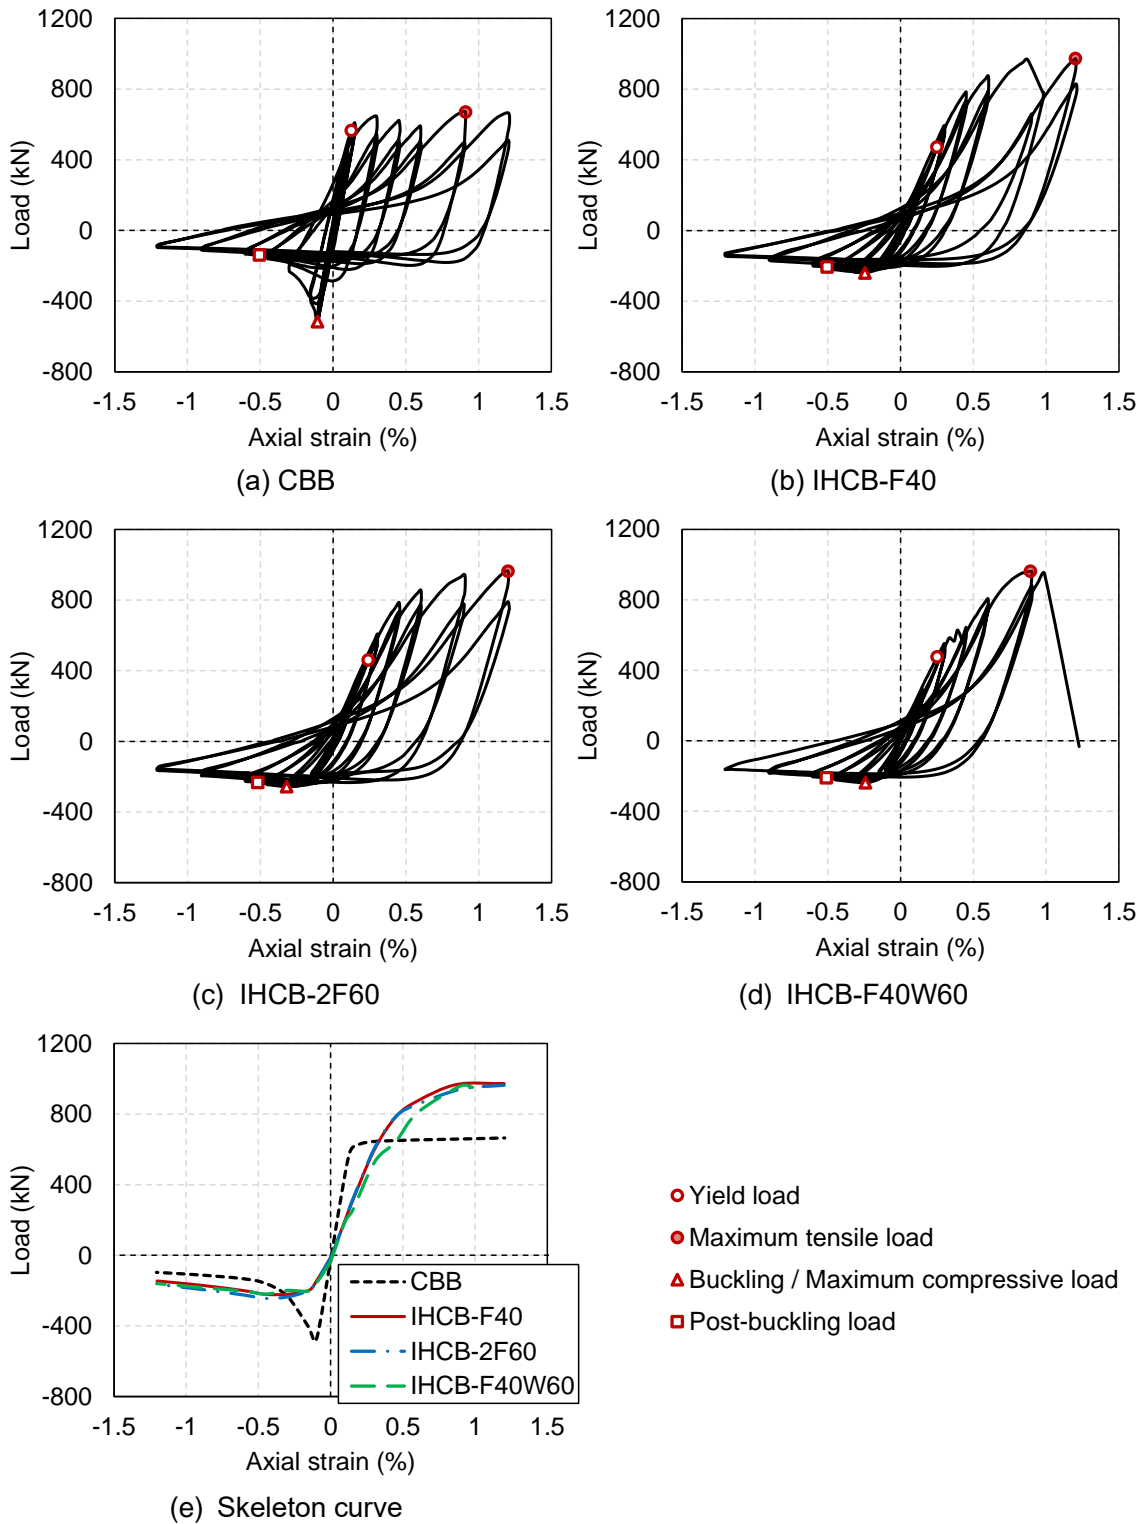 1200
800
400
0
-400
-800
Load (kN)
-1.5 -1 -0.5 0 0.5 1 1.5
Axial strain (%)
(a) CBB
1200
800
400
0
-400
-800
Load (kN)
-1.5 -1 -0.5 0 0.5 1 1.5
Axial strain (%)
(b) IHCB-F40
1200
800
400
0
-400
-800
Load (kN)
-1.5 -1 -0.5 0 0.5 1 1.5
Axial strain (%)
(c) IHCB-2F60
1200
800
400
0
-400
-800
Load (kN)
-1.5 -1 -0.5 0 0.5 1 1.5
Axial strain (%)
(d) IHCB-F40W60
1200
800
400
0
-400
-800
Load (kN)
CBB
IHCB-F40
IHCB-2F60
IHCB-F40W60
-1.5 -1 -0.5 0 0.5 1 1.5
Axial strain (%)
(e) Skeleton curve
Yield load
Maximum tensile load
Buckling / Maximum compressive load
Post-buckling load